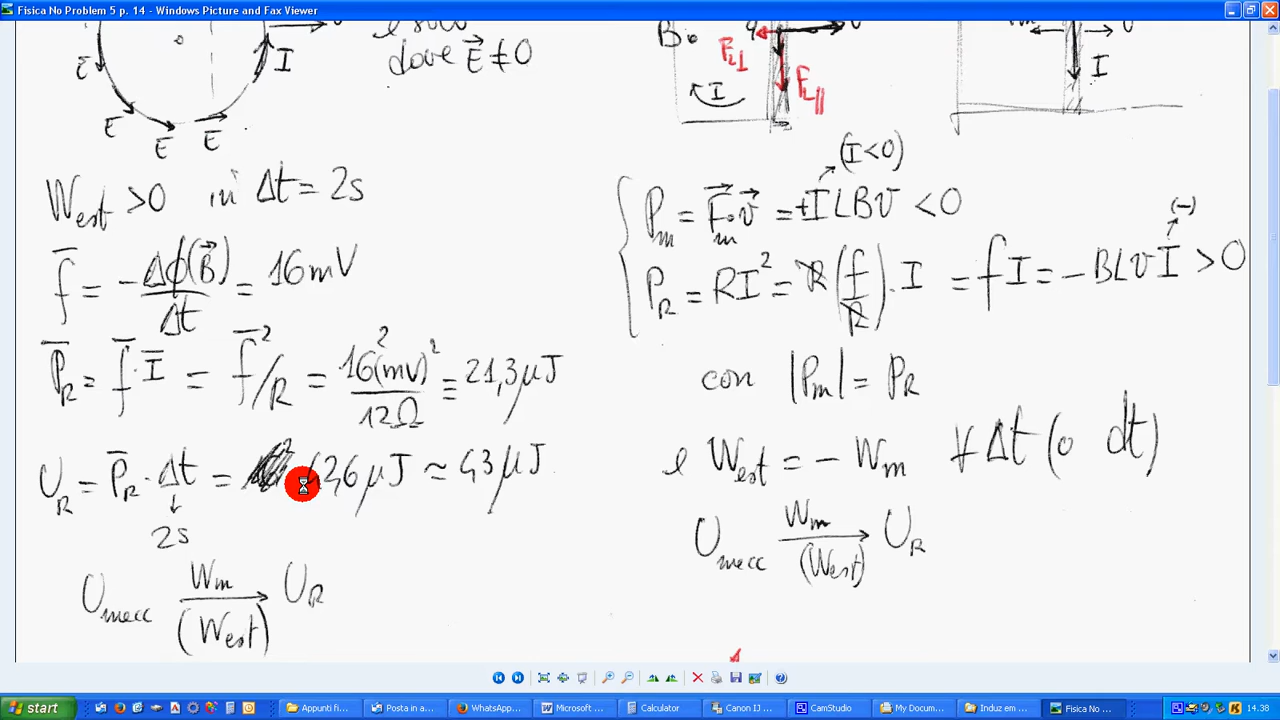 Fisica No Problem 5 p. 14 - Windows Picture and Fax Viewer
e solo
dove E⃗ ≠ 0
I
E
E
E
E
B
q
F_L⊥
F_L∥
I
v
v
I
W_est > 0 in Δt = 2s
f̄ = -Δϕ(B⃗)/Δt = 16mV
P̄_R = f̄·Ī = f̄²/R = 16²(mV)²/12Ω = 21,3μJ
U_R = P̄_R · Δt = 42,6μJ ≈ 43μJ
2s
U_mecc W_m → U_R
(W_est)
(I<0)
P_m = F⃗_m·v⃗ = +ILBv < 0
(-)
P_R = RI² = R(f/R)·I = fI = -BLvI > 0
con |P_m| = P_R
e W_est = -W_m ∀Δt (o dt)
U_mecc W_m → U_R
(W_est)
start
Appunti fi...
Posta in a...
WhatsApp...
Microsoft ...
Calculator
Canon IJ ...
CamStudio
My Docum...
Induz em ...
Fisica No ...
14.38